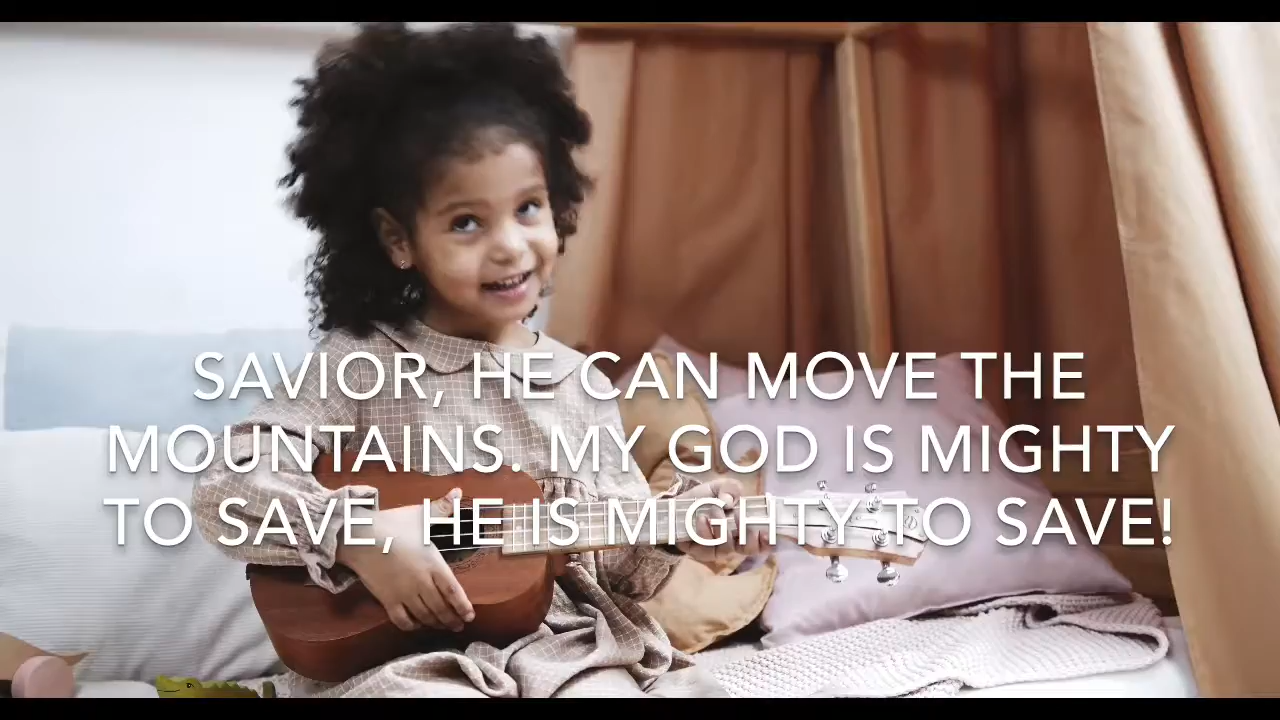 SAVIOR, HE CAN MOVE THE
MOUNTAINS. MY GOD IS MIGHTY
TO SAVE, HE IS MIGHTY TO SAVE!